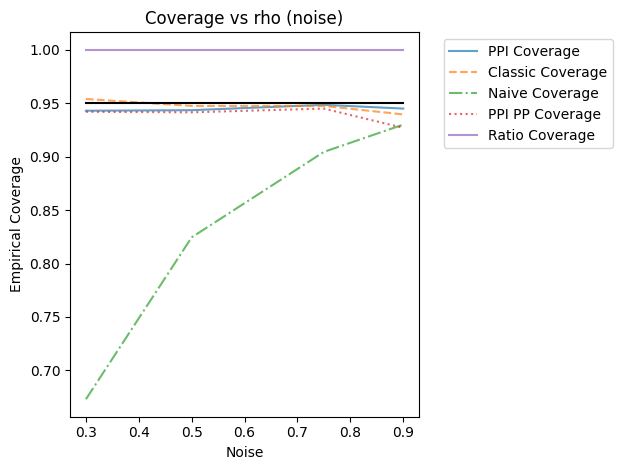 Coverage vs rho (noise)
1.00
0.95
0.90
0.85
0.80
0.75
0.70
Empirical Coverage
0.3 0.4 0.5 0.6 0.7 0.8 0.9
Noise
PPI Coverage
Classic Coverage
Naive Coverage
PPI PP Coverage
Ratio Coverage